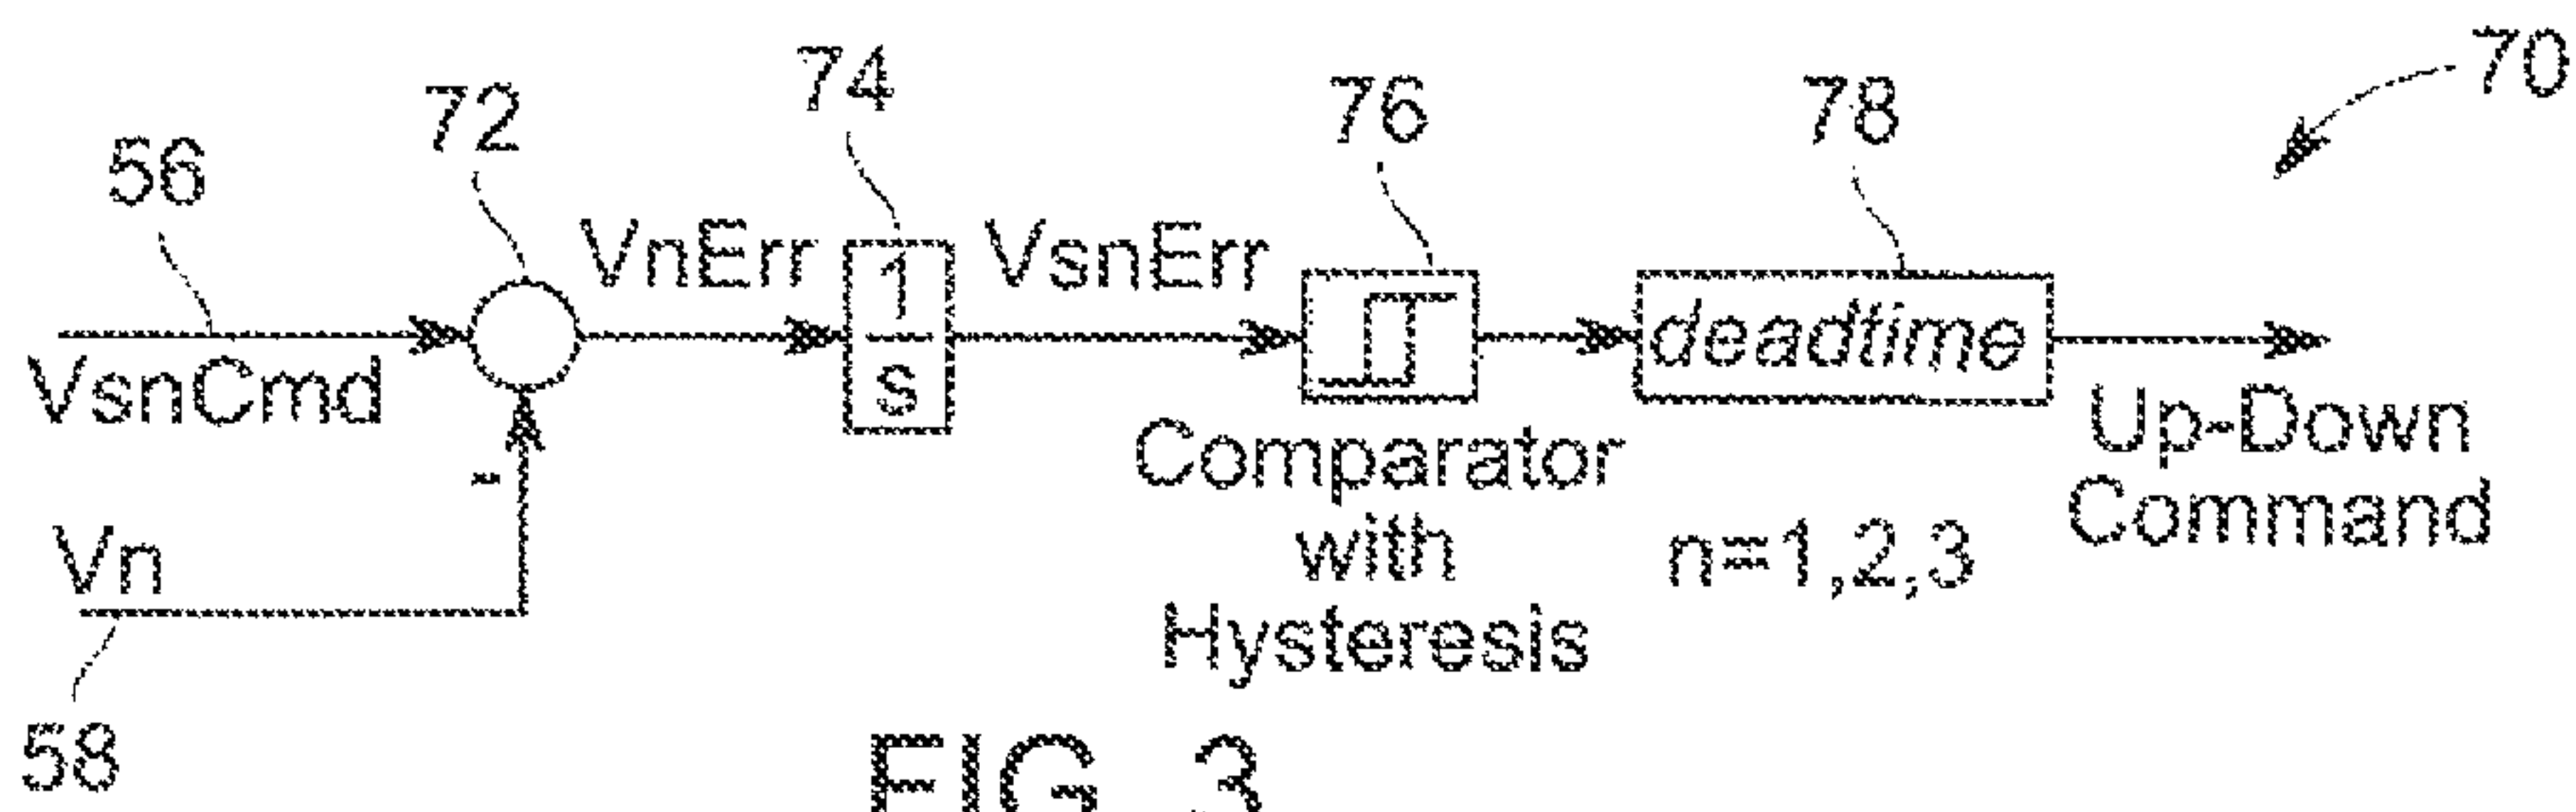 70
74
76
78
72
56
VnErr
VsnErr
1
s
deadtime
VsnCmd
-
Up-Down
Command
Comparator
with
Hysteresis
n=1,2,3
Vn
58
FIG. 3